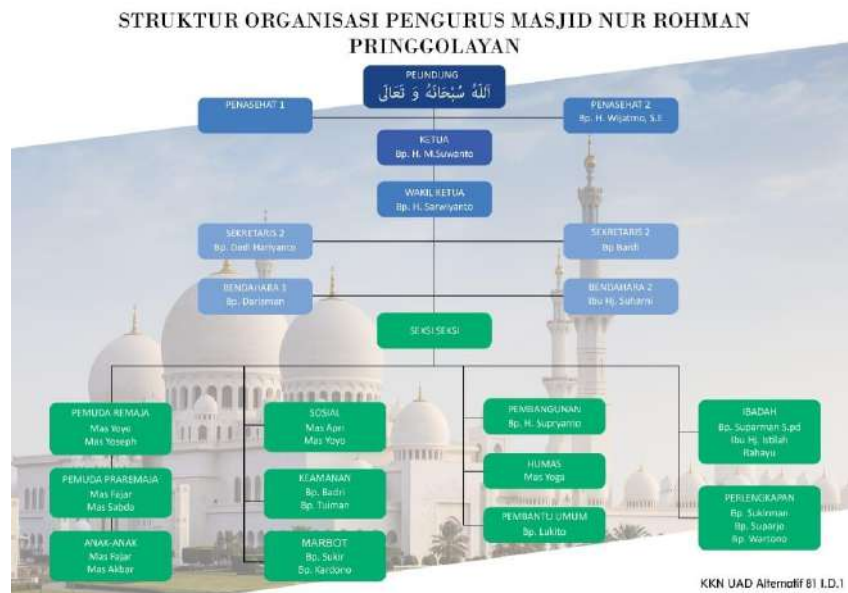 STRUKTUR ORGANISASI PENGURUS MASJID NUR ROHMAN
PRINGGOLAYAN
PELINDUNG
اَللّٰهُ سُبْحَانَهُ وَ تَعَالَى
PENASEHAT 1
PENASEHAT 2
Bp. H. Wijatmo, S.E
KETUA
Bp. H. M.Suwanto
WAKIL KETUA
Bp. H. Sarwiyanto
SEKRETARIS 2
Bp. Dodi Hariyanto
SEKRETARIS 2
Bp Bardi
BENDAHARA 1
Bp. Darisman
BENDAHARA 2
Ibu Hj. Suharni
SEKSI SEKSI
PEMUDA REMAJA
Mas Yoyo
Mas Yoseph
PEMUDA PRAREMAJA
Mas Fajar
Mas Sabda
ANAK-ANAK
Mas Fajar
Mas Akbar
SOSIAL
Mas Apri
Mas Yoyo
KEAMANAN
Bp. Badri
Bp. Tuiman
MARBOT
Bp. Sukir
Bp. Kardono
PEMBANGUNAN
Bp. H. Supryanto
HUMAS
Mas Yoga
PEMBANTU UMUM
Bp. Lukito
IBADAH
Bp. Suparman S.pd
Ibu Hj. Istilah
Rahayu
PERLENGKAPAN
Bp. Sukirman
Bp. Suparjo
Bp. Wartono
KKN UAD Alternatif 81 I.D.1